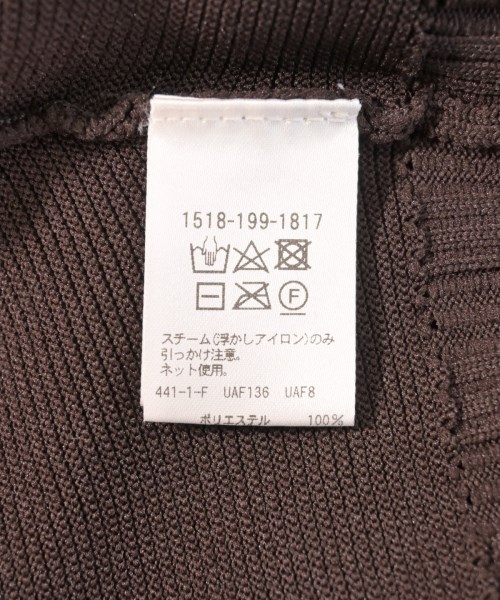 1518-199-1817
F
スチーム(浮かしアイロン)のみ
引っかけ注意。
ネット使用。
441-1-F UAF136 UAF8
ポリエステル 100%